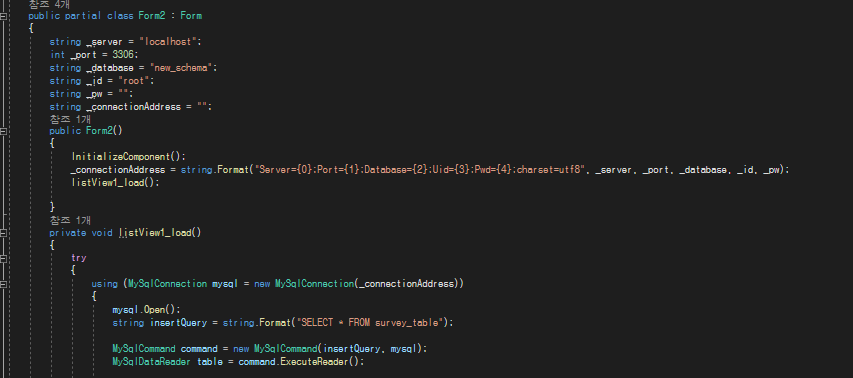 참조 4개
public partial class Form2 : Form
{
string _server = "localhost";
int _port = 3306;
string _database = "new_schema";
string _id = "root";
string _pw = "";
string _connectionAddress = "";
참조 1개
public Form2()
{
InitializeComponent();
_connectionAddress = string.Format("Server={0};Port={1};Database={2};Uid={3};Pwd={4};charset=utf8", _server, _port, _database, _id, _pw);
listView1_load();
}
참조 1개
private void listView1_load()
{
try
{
using (MySqlConnection mysql = new MySqlConnection(_connectionAddress))
{
mysql.Open();
string insertQuery = string.Format("SELECT * FROM survey_table");
MySqlCommand command = new MySqlCommand(insertQuery, mysql);
MySqlDataReader table = command.ExecuteReader();